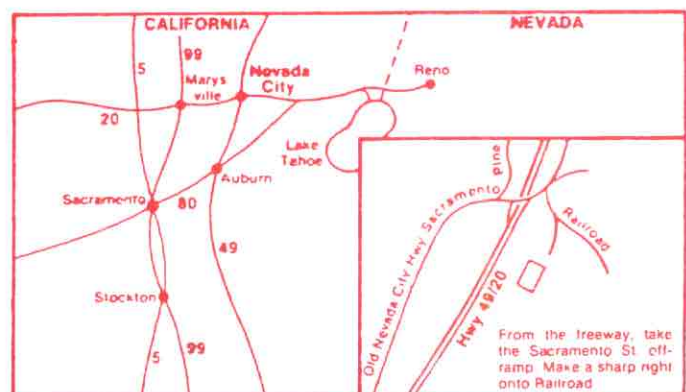 CALIFORNIA
NEVADA
5
99
Marys
ville
Nevada
City
Reno
20
Lake
Tahoe
Auburn
Sacramento
80
49
Stockton
5
99
Pine
Old Nevada City Hwy Sacramento
Railroad
Hwy 49/20
From the freeway, take
the Sacramento St. off-
ramp. Make a sharp right
onto Railroad